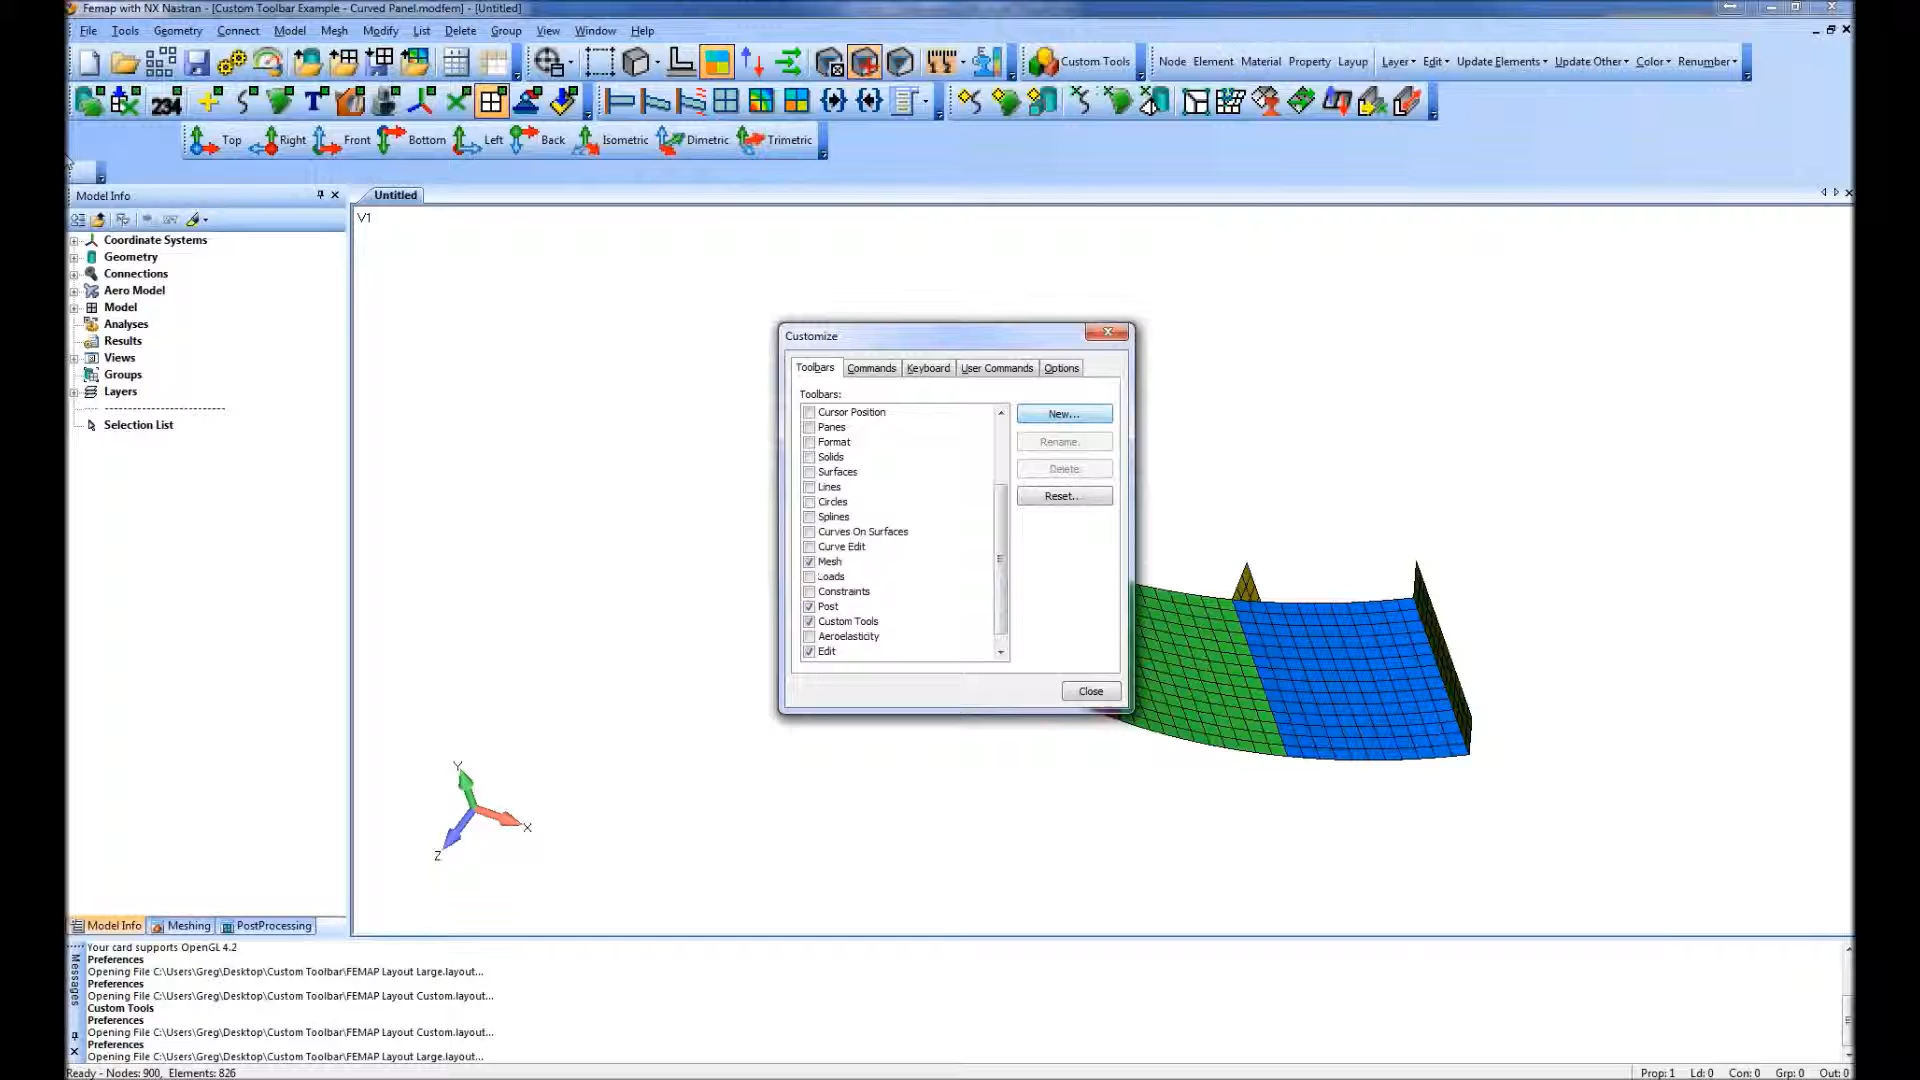 Femap with NX Nastran - [Custom Toolbar Example - Curved Panel.modfem] - [Untitled]
File Tools Geometry Connect Model Mesh Modify List Delete Group View Window Help
Custom Tools Node Element Material Property Layup Layer Edit Update Elements Update Other Color Renumber
234 T
Top Right Front Bottom Left Back Isometric Dimetric Trimetric
Model Info
Untitled
V1
Coordinate Systems
Geometry
Connections
Aero Model
Model
Analyses
Results
Views
Groups
Layers
Selection List
Customize
Toolbars Commands Keyboard User Commands Options
Toolbars:
Cursor Position
Panes
Format
Solids
Surfaces
Lines
Circles
Splines
Curves On Surfaces
Curve Edit
Mesh
Loads
Constraints
Post
Custom Tools
Aeroelasticity
Edit
New...
Rename.
Delete
Reset...
Close
Y
X
Z
Model Info Meshing PostProcessing
Messages
Your card supports OpenGL 4.2
Preferences
Opening File C:\Users\Greg\Desktop\Custom Toolbar\FEMAP Layout Large.layout...
Preferences
Opening File C:\Users\Greg\Desktop\Custom Toolbar\FEMAP Layout Custom.layout...
Custom Tools
Preferences
Opening File C:\Users\Greg\Desktop\Custom Toolbar\FEMAP Layout Custom.layout...
Preferences
Opening File C:\Users\Greg\Desktop\Custom Toolbar\FEMAP Layout Large.layout...
Ready - Nodes: 900, Elements: 826
Prop: 1 Ld: 0 Con: 0 Grp: 0 Out: 0